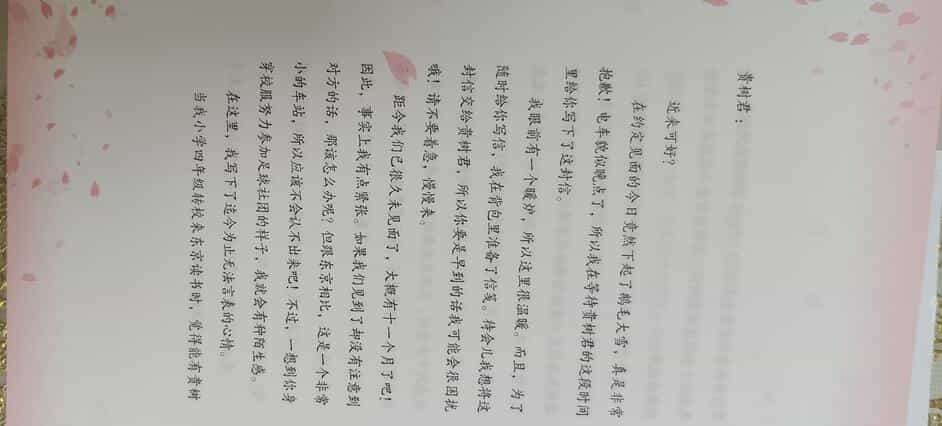 贵树君：
近来可好？
在约定见面的今日竟然下起了鹅毛大雪，真是非常
抱歉！电车貌似晚点了，所以我在等待贵树君的这段时间
里给你写下了这封信。
我眼前有一个暖炉，所以这里很温暖。而且，为了
随时给你写信，我在背包里准备了信笺。待会儿我想将这
封信交给贵树君，所以你要是早到的话我可能会很困扰
哦！请不要着急，慢慢来。
距今我们已很久未见面了，大概有十一个月了吧！
因此，事实上我有点紧张。如果我们见到了却没有注意到
对方的话，那该怎么办呢？但跟东京相比，这是一个非常
小的车站，所以应该不会认不出来吧！不过，一想到你身
穿校服努力参加足球社团的样子，我就会有种陌生感。
在这里，我写下了迄今为止无法言表的心情。
当我小学四年级转校来东京读书时，觉得能有贵树